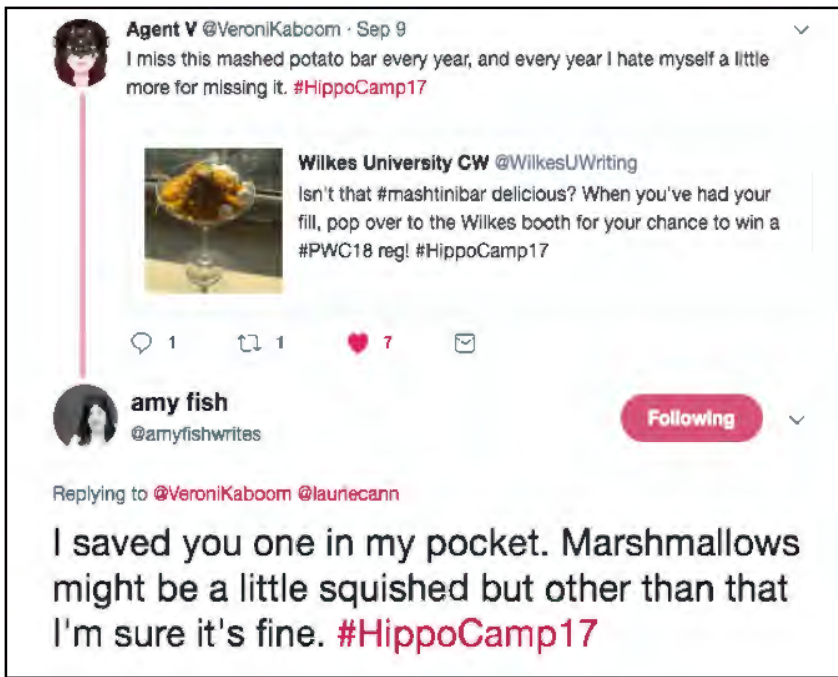 Agent V @VeroniKaboom · Sep 9
I miss this mashed potato bar every year, and every year I hate myself a little
more for missing it. #HippoCamp17
Wilkes University CW @WilkesUWriting
Isn't that #mashtinibar delicious? When you've had your
fill, pop over to the Wilkes booth for your chance to win a
#PWC18 reg! #HippoCamp17
1 1 7
amy fish
@amyfishwrites
Following
Replying to @VeroniKaboom @lauriecann
I saved you one in my pocket. Marshmallows
might be a little squished but other than that
I'm sure it's fine. #HippoCamp17